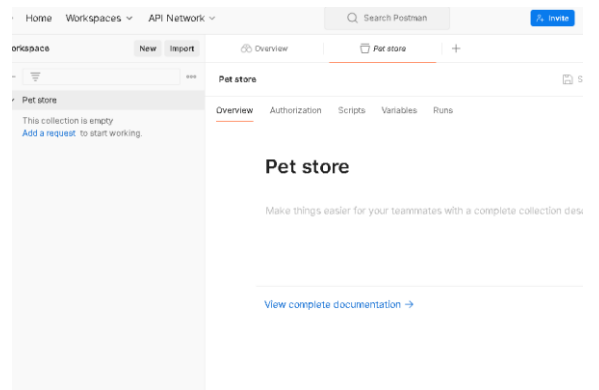 Home Workspaces API Network Search Postman Invite
orkspace New Import Overview Pet store
Pet store
Pet store
This collection is empty
Add a request to start working.
Overview Authorization Scripts Variables Runs
Pet store
Make things easier for your teammates with a complete collection des
View complete documentation →